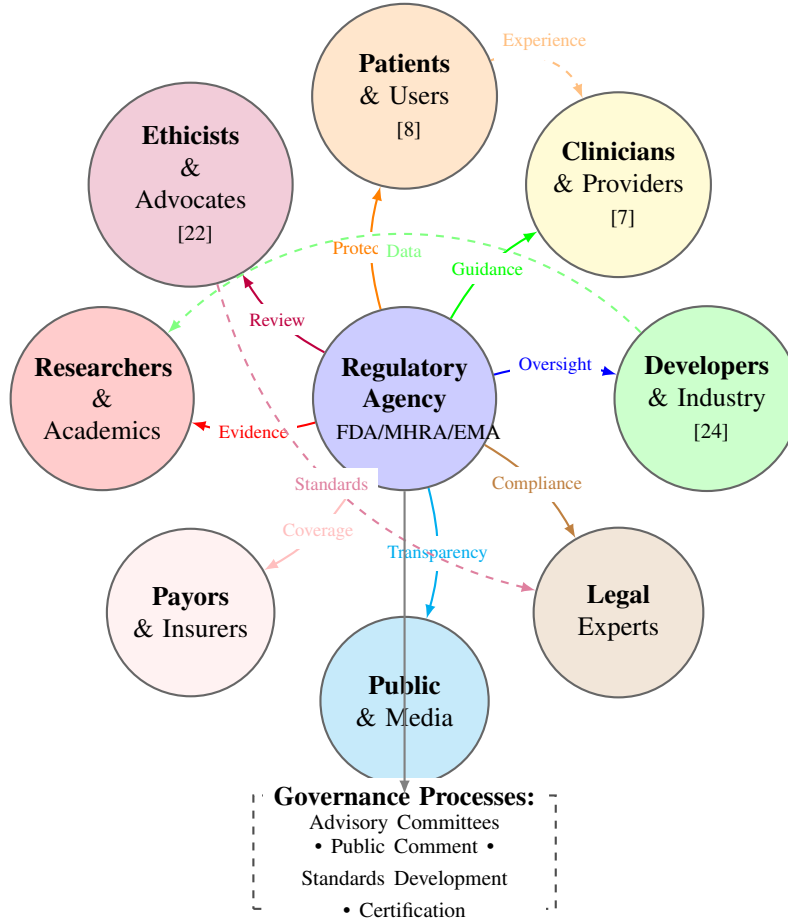 Patients
& Users
[8]
Experience
Ethicists
&
Advocates
[22]
Clinicians
& Providers
[7]
Protec
Data
Guidance
Review
Researchers
&
Academics
Regulatory
Agency
FDA/MHRA/EMA
Oversight
Developers
& Industry
[24]
Evidence
Standards
Compliance
Coverage
Transparency
Payors
& Insurers
Legal
Experts
Public
& Media
Governance Processes:
Advisory Committees
• Public Comment •
Standards Development
• Certification